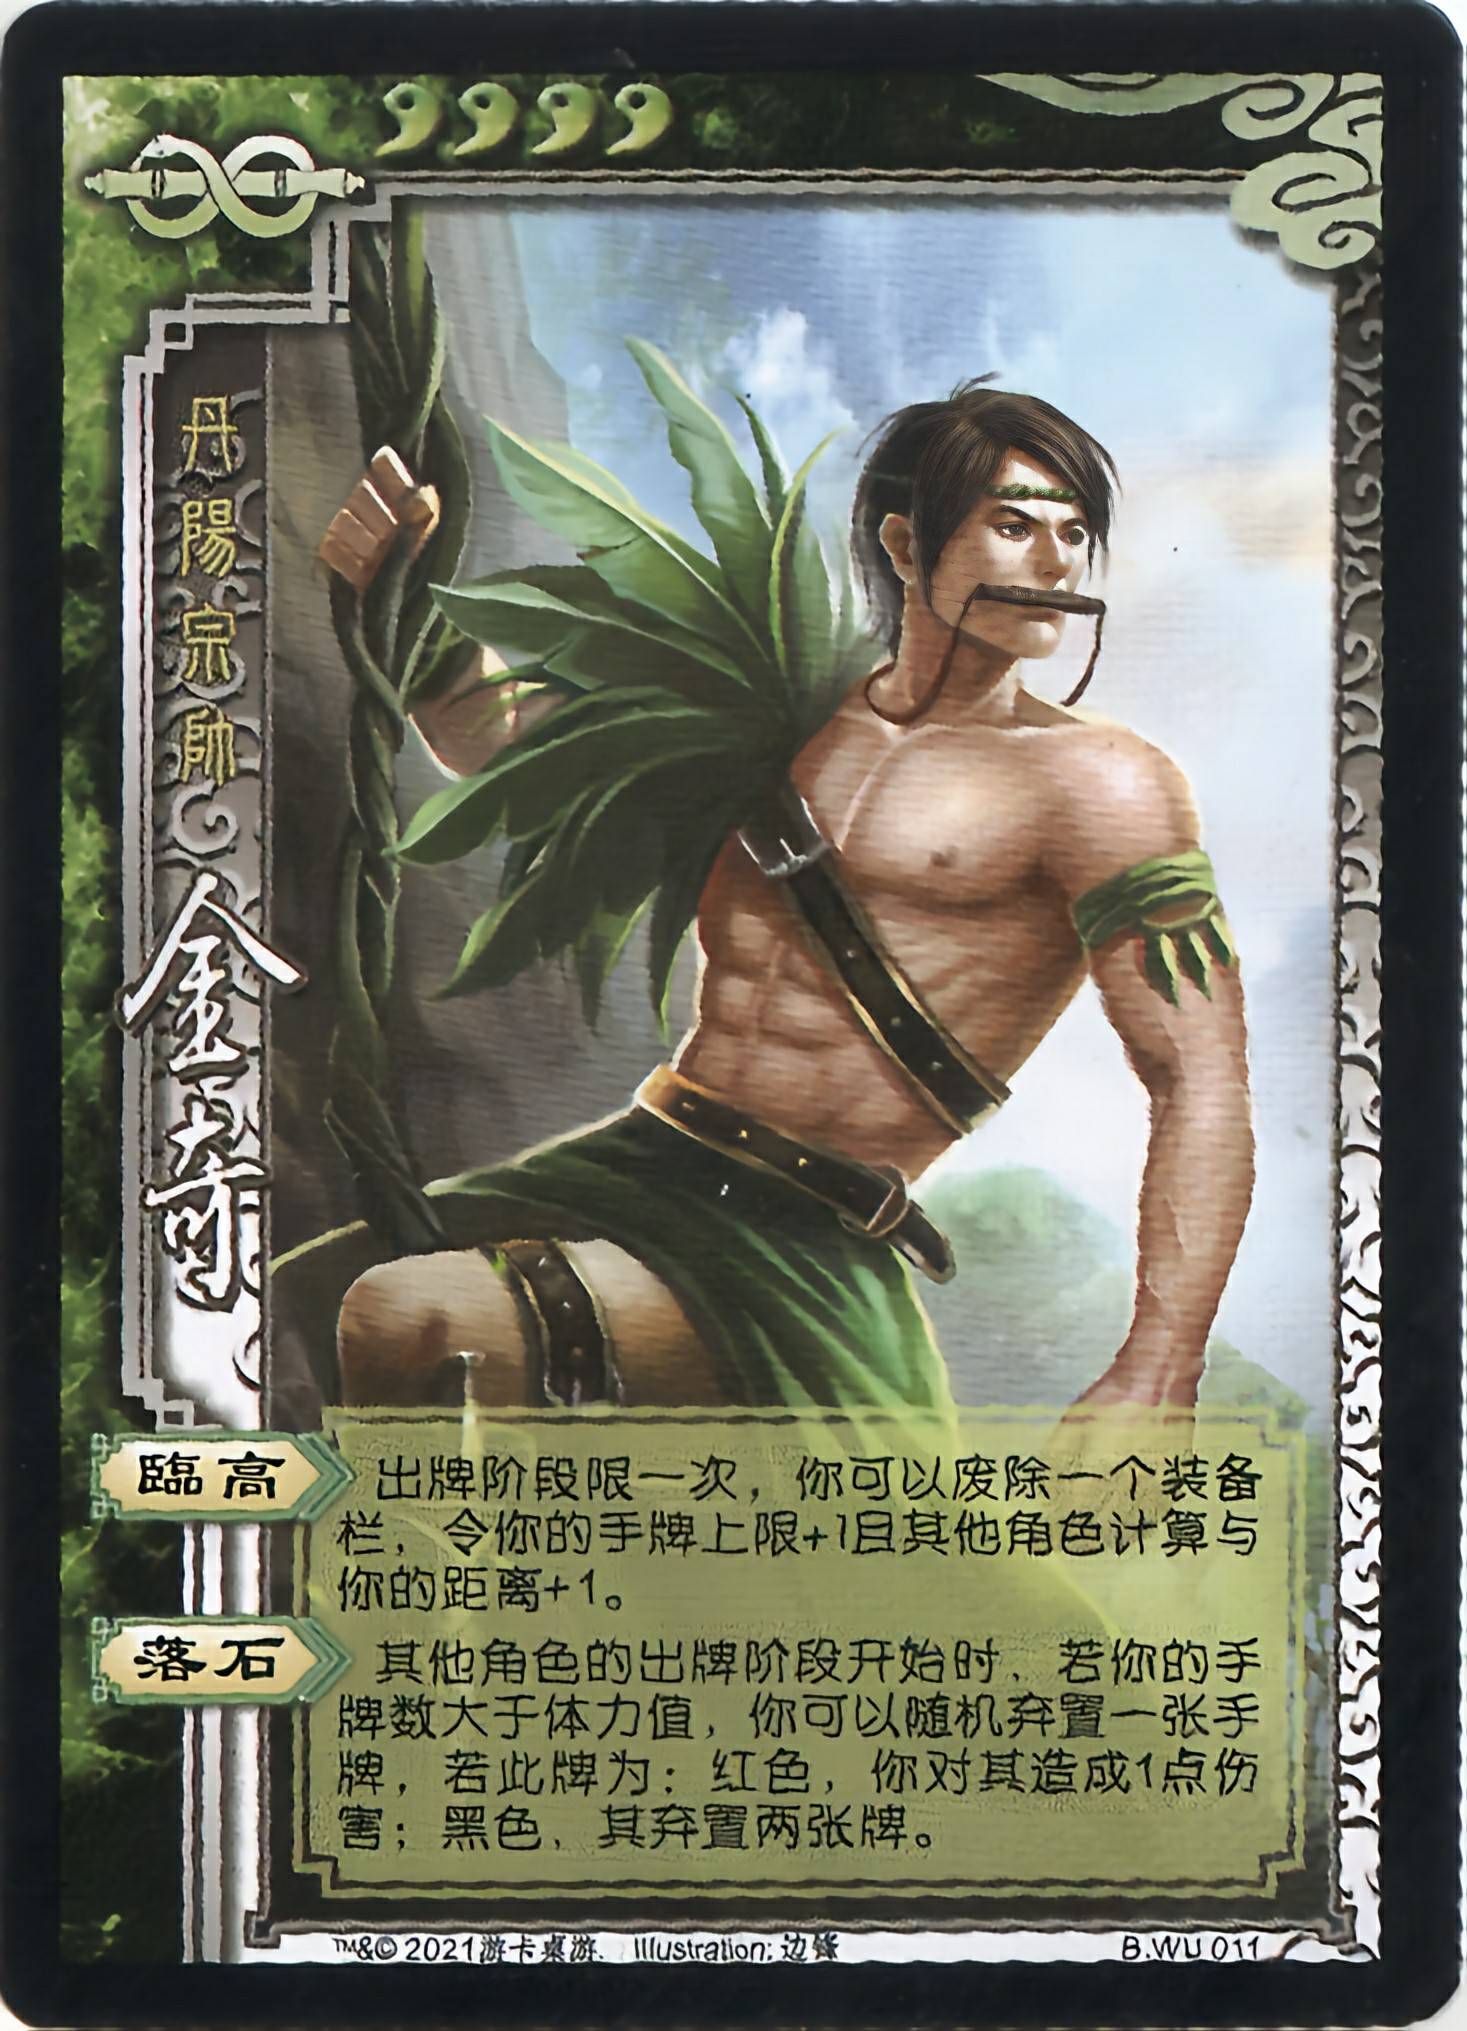 丹陽宗帥
金奇
臨高
出牌阶段限一次，你可以废除一个装备
栏，令你的手牌上限+1且其他角色计算与
你的距离+1。
落石
其他角色的出牌阶段开始时，若你的手
牌数大于体力值，你可以随机弃置一张手
牌，若此牌为：红色，你对其造成1点伤
害；黑色，其弃置两张牌。
™&© 2021游卡桌游. Illustration: 边锋
B.WU 011